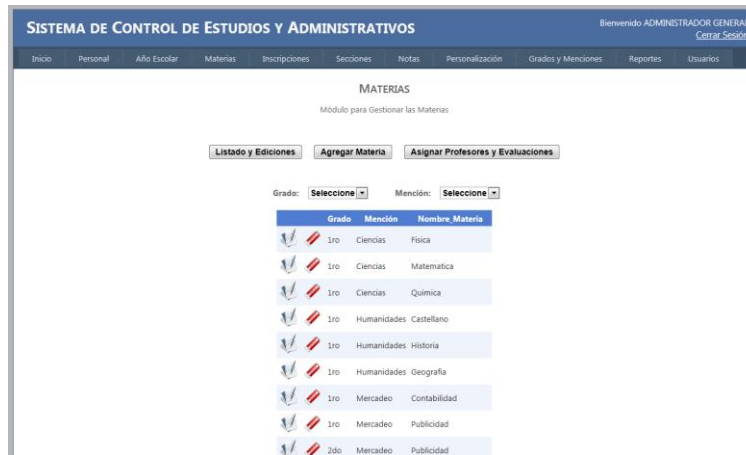 SISTEMA DE CONTROL DE ESTUDIOS Y ADMINISTRATIVOS
Bienvenido ADMINISTRADOR GENERAL
Cerrar Sesión
Inicio Personal Año Escolar Materias Inscripciones Secciones Notas Personalización Grados y Menciones Reportes Usuarios
MATERIAS
Módulo para Gestionar las Materias
Listado y Ediciones Agregar Materia Asignar Profesores y Evaluaciones
Grado: Seleccione Mención: Seleccione
Grado Mención Nombre_Materia
1ro Ciencias Fisica
1ro Ciencias Matematica
1ro Ciencias Quimica
1ro Humanidades Castellano
1ro Humanidades Historia
1ro Humanidades Geografia
1ro Mercadeo Contabilidad
1ro Mercadeo Publicidad
2do Mercadeo Publicidad